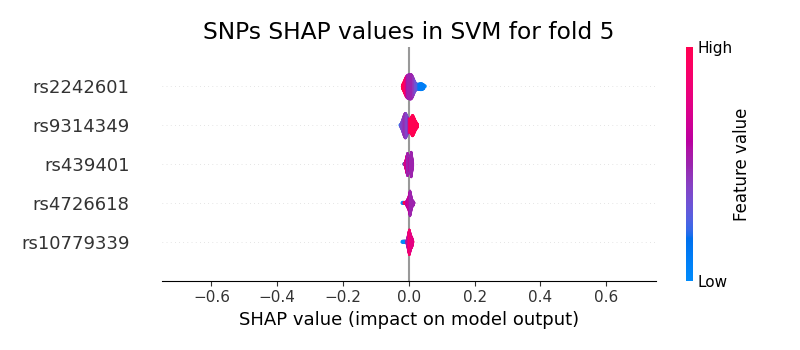 SNPs SHAP values in SVM for fold 5
High
rs2242601
rs9314349
rs439401
rs4726618
rs10779339
Feature value
Low
−0.6 −0.4 −0.2 0.0 0.2 0.4 0.6
SHAP value (impact on model output)